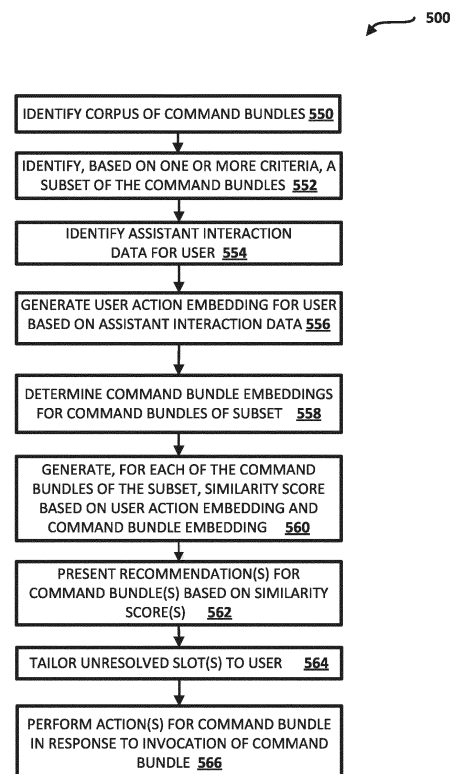 500
IDENTIFY CORPUS OF COMMAND BUNDLES 550
IDENTIFY, BASED ON ONE OR MORE CRITERIA, A
SUBSET OF THE COMMAND BUNDLES 552
IDENTIFY ASSISTANT INTERACTION
DATA FOR USER 554
GENERATE USER ACTION EMBEDDING FOR USER
BASED ON ASSISTANT INTERACTION DATA 556
DETERMINE COMMAND BUNDLE EMBEDDINGS
FOR COMMAND BUNDLES OF SUBSET 558
GENERATE, FOR EACH OF THE COMMAND
BUNDLES OF THE SUBSET, SIMILARITY SCORE
BASED ON USER ACTION EMBEDDING AND
COMMAND BUNDLE EMBEDDING 560
PRESENT RECOMMENDATION(S) FOR
COMMAND BUNDLE(S) BASED ON SIMILARITY
SCORE(S) 562
TAILOR UNRESOLVED SLOT(S) TO USER 564
PERFORM ACTION(S) FOR COMMAND BUNDLE
IN RESPONSE TO INVOCATION OF COMMAND
BUNDLE 566